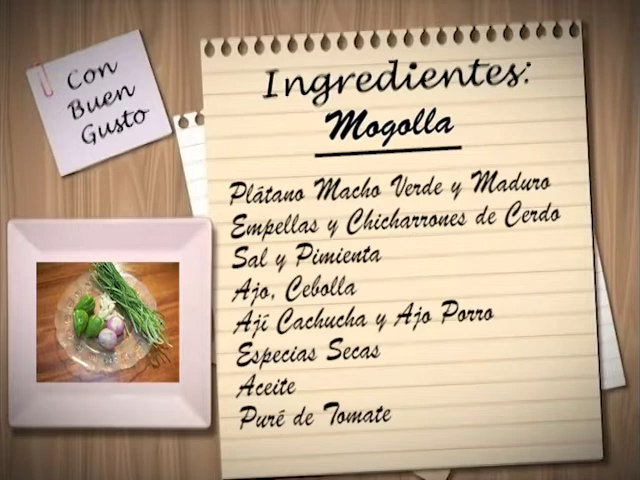 Con
Buen
Gusto
Ingredientes:
Mogolla
Plátano Macho Verde y Maduro
Empellas y Chicharrones de Cerdo
Sal y Pimienta
Ajo, Cebolla
Ají Cachucha y Ajo Porro
Especias Secas
Aceite
Puré de Tomate